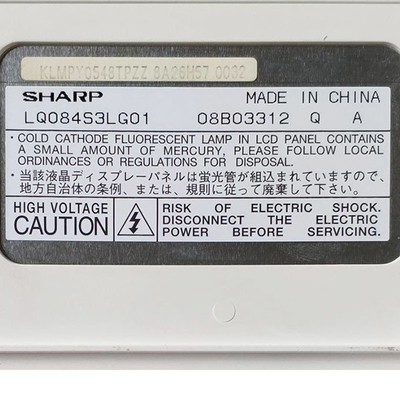 KLMPY0548TPZZ 8A26H57 0032
SHARP MADE IN CHINA
LQ084S3LG01 08B03312 Q A
・COLD CATHODE FLUORESCENT LAMP IN LCD PANEL CONTAINS
A SMALL AMOUNT OF MERCURY, PLEASE FOLLOW LOCAL
ORDINANCES OR REGULATIONS FOR DISPOSAL.
・当該液晶ディスプレーパネルは蛍光管が組込まれていますので、
地方自治体の条例、または、規則に従って廃棄して下さい。
HIGH VOLTAGE
CAUTION
RISK OF ELECTRIC SHOCK.
DISCONNECT THE ELECTRIC
POWER BEFORE SERVICING.